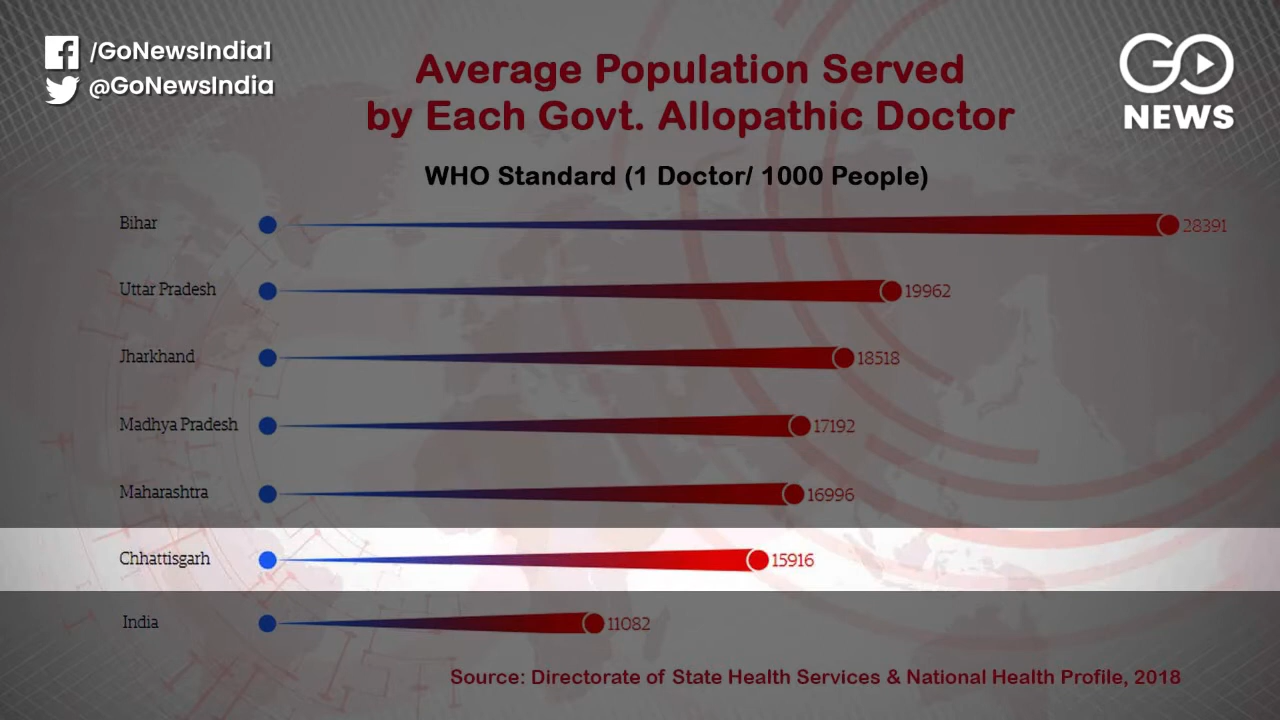 /GoNewsIndia1
@GoNewsIndia
GO
NEWS
Average Population Served
by Each Govt. Allopathic Doctor
WHO Standard (1 Doctor/ 1000 People)
Bihar 28391
Uttar Pradesh 19962
Jharkhand 18518
Madhya Pradesh 17192
Maharashtra 16996
Chhattisgarh 15916
India 11082
Source: Directorate of State Health Services & National Health Profile, 2018